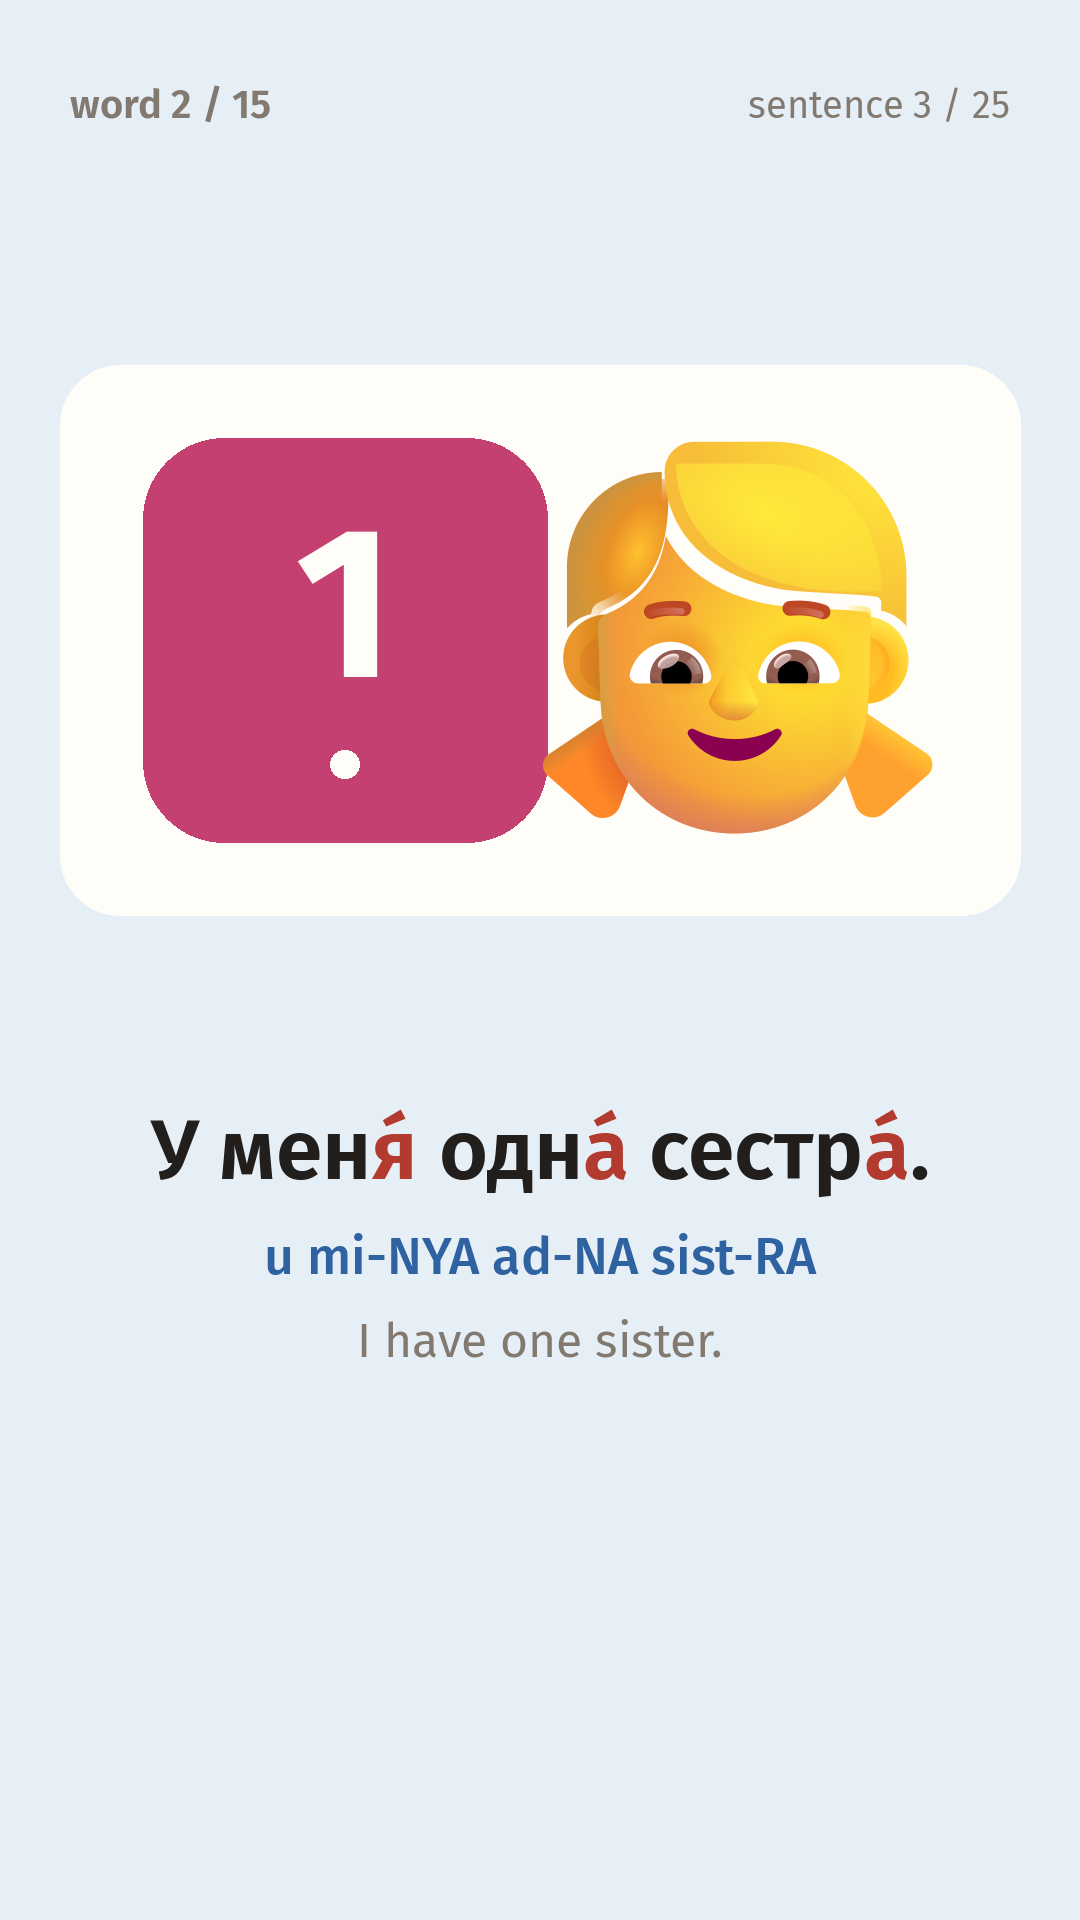 word 2 / 15
sentence 3 / 25
1
У меня́ одна́ сестра́.
u mi-NYA ad-NA sist-RA
I have one sister.